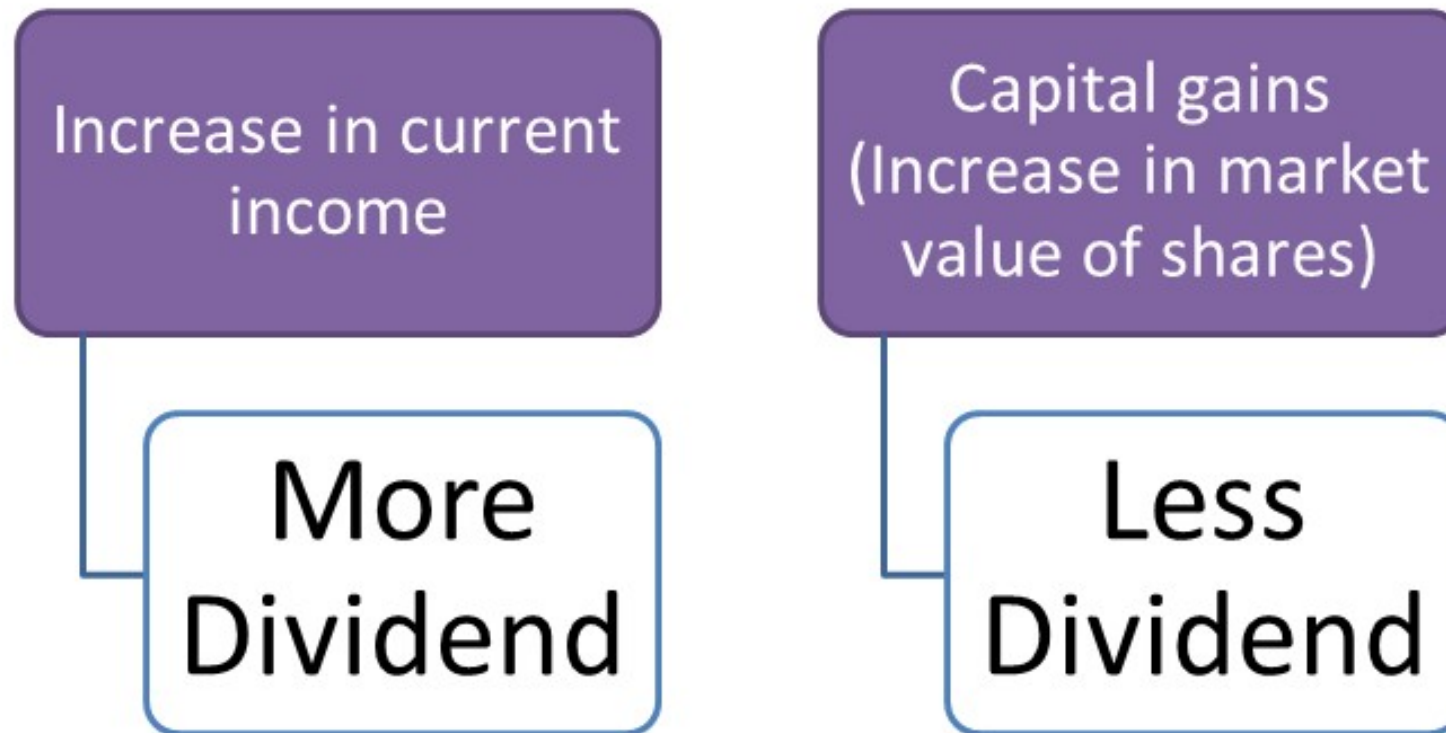 Increase in current
income
More
Dividend
Capital gains
(Increase in market
value of shares)
Less
Dividend